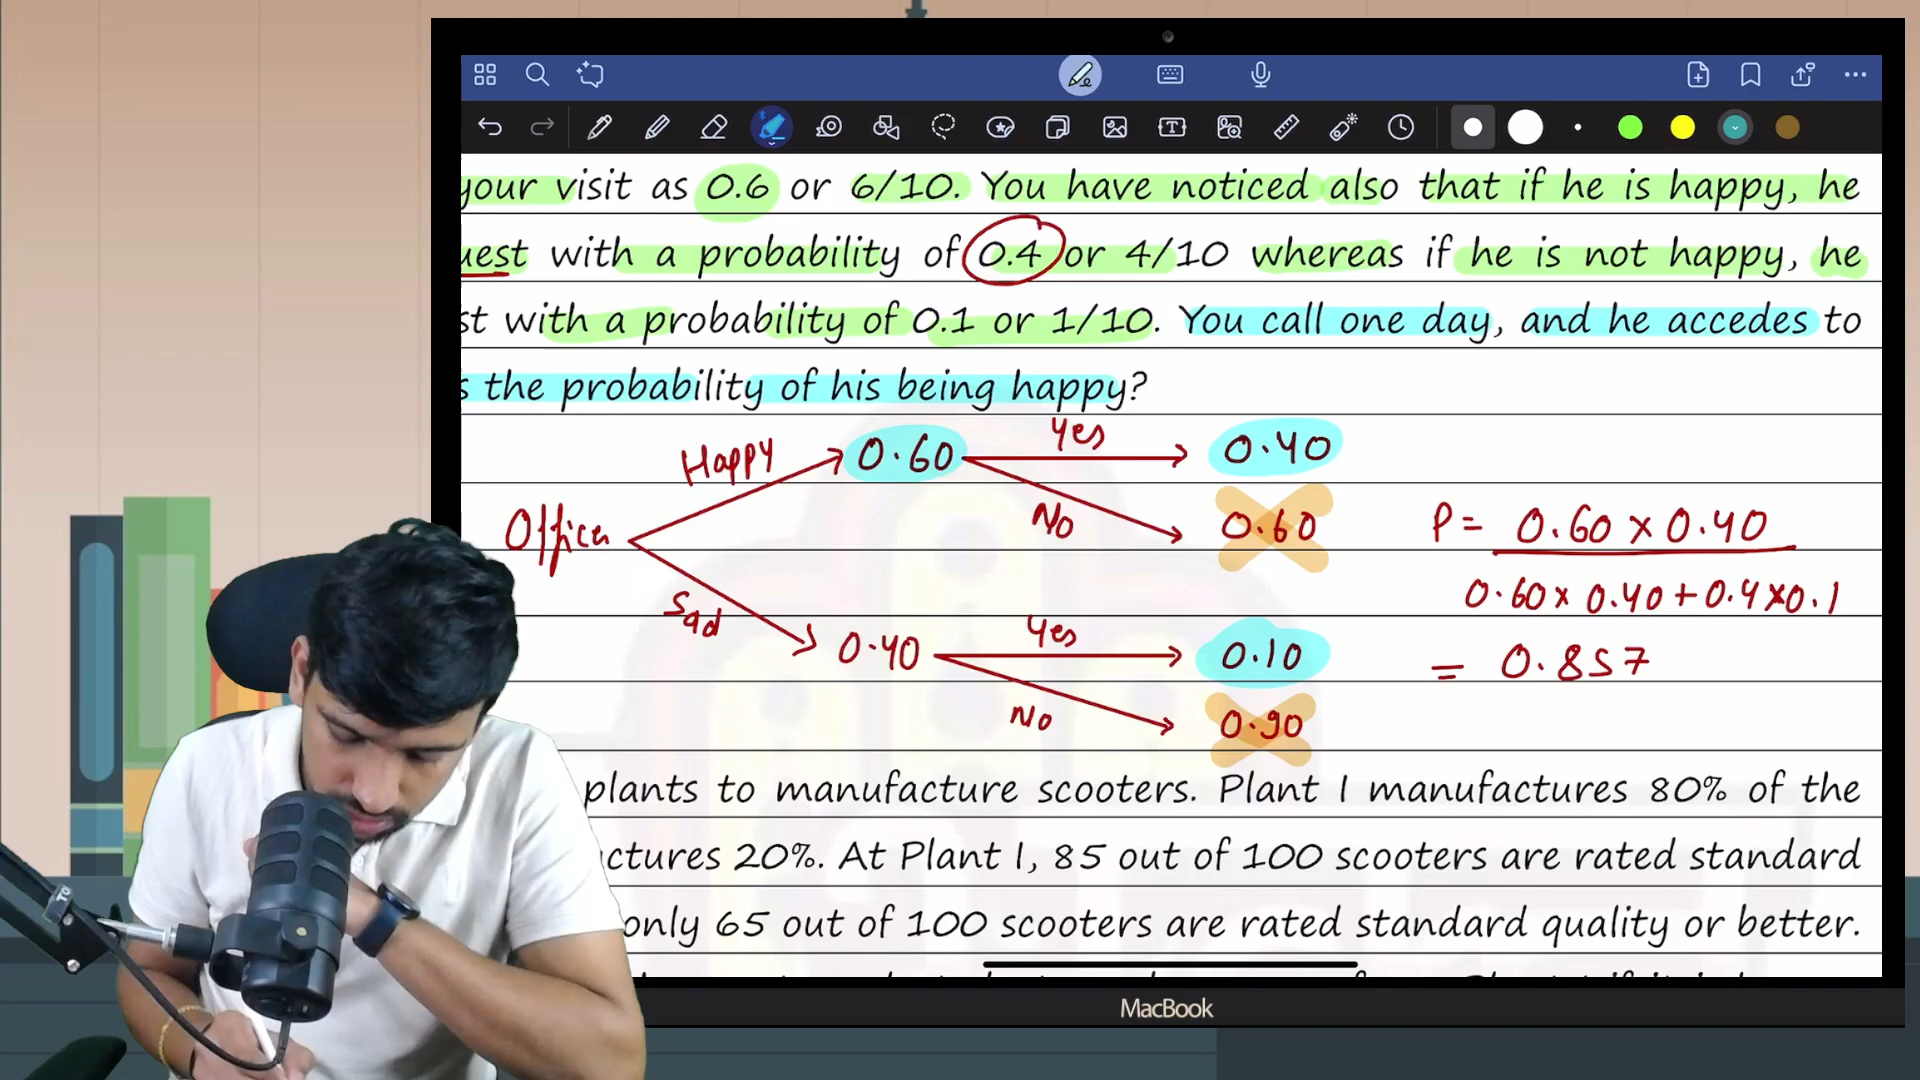 your visit as 0.6 or 6/10. You have noticed also that if he is happy, he
uest with a probability of 0.4 or 4/10 whereas if he is not happy, he
st with a probability of 0.1 or 1/10. You call one day, and he accedes to
s the probability of his being happy?
Happy 0.60 Yes 0.40
Officer No 0.60 P = 0.60 × 0.40
0.60 × 0.40 + 0.4 × 0.1
Sad 0.40 Yes 0.10 = 0.857
No 0.90
plants to manufacture scooters. Plant I manufactures 80% of the
ctures 20%. At Plant I, 85 out of 100 scooters are rated standard
only 65 out of 100 scooters are rated standard quality or better.
MacBook